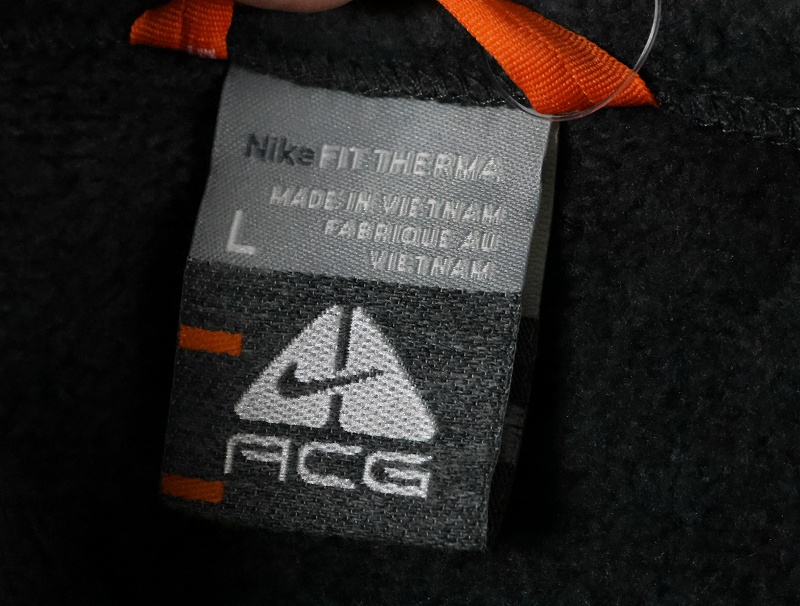 Nike FIT THERMA
MADE IN VIETNAM
L
FABRIQUE AU
VIETNAM
ACG